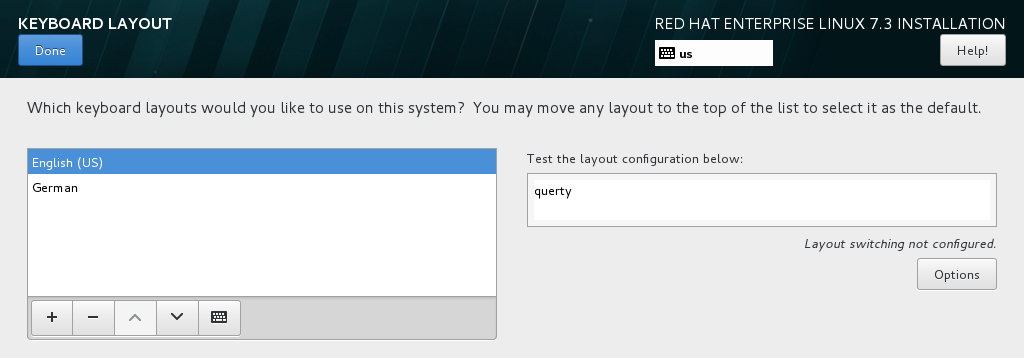 KEYBOARD LAYOUT
RED HAT ENTERPRISE LINUX 7.3 INSTALLATION
Done
us
Help!
Which keyboard layouts would you like to use on this system?  You may move any layout to the top of the list to select it as the default.
English (US)
German
Test the layout configuration below:
querty
Layout switching not configured.
Options